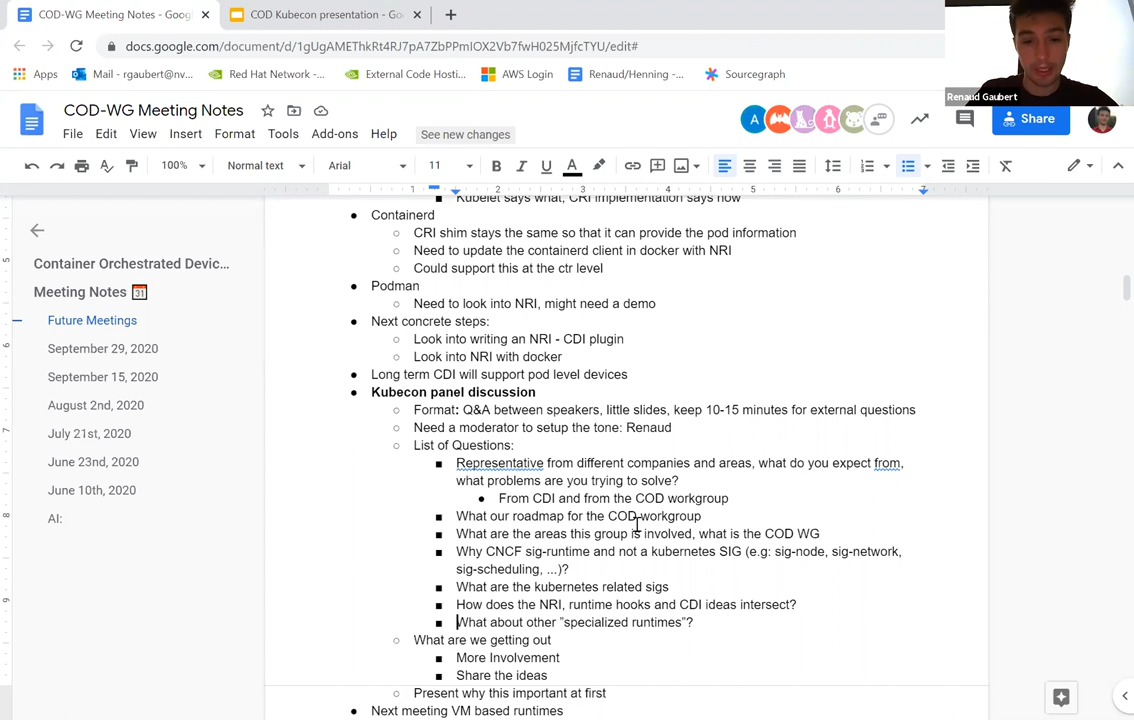 COD-WG Meeting Notes - Goog
COD Kubecon presentation - Go
docs.google.com/document/d/1gUgAMEThkRt4RJ7pA7ZbPPmIOX2Vb7fwH025MjfcTYU/edit#
Apps
Mail - rgaubert@nv...
Red Hat Network -...
External Code Hosti...
AWS Login
Renaud/Henning -...
Sourcegraph
Renaud Gaubert
COD-WG Meeting Notes
File Edit View Insert Format Tools Add-ons Help
See new changes
A
Share
100% Normal text Arial 11 B I U A
1 2 3 4 5 6 7
Container Orchestrated Devic...
Meeting Notes 31
Future Meetings
September 29, 2020
September 15, 2020
August 2nd, 2020
July 21st, 2020
June 23rd, 2020
June 10th, 2020
AI:
5
6
7
8
9
Kubelet says what, CRI implementation says how
Containerd
CRI shim stays the same so that it can provide the pod information
Need to update the containerd client in docker with NRI
Could support this at the ctr level
Podman
Need to look into NRI, might need a demo
Next concrete steps:
Look into writing an NRI - CDI plugin
Look into NRI with docker
Long term CDI will support pod level devices
Kubecon panel discussion
Format: Q&A between speakers, little slides, keep 10-15 minutes for external questions
Need a moderator to setup the tone: Renaud
List of Questions:
Representative from different companies and areas, what do you expect from,
what problems are you trying to solve?
From CDI and from the COD workgroup
What our roadmap for the COD workgroup
What are the areas this group is involved, what is the COD WG
Why CNCF sig-runtime and not a kubernetes SIG (e.g: sig-node, sig-network,
sig-scheduling, ...)?
What are the kubernetes related sigs
How does the NRI, runtime hooks and CDI ideas intersect?
What about other "specialized runtimes"?
What are we getting out
More Involvement
Share the ideas
Present why this important at first
Next meeting VM based runtimes